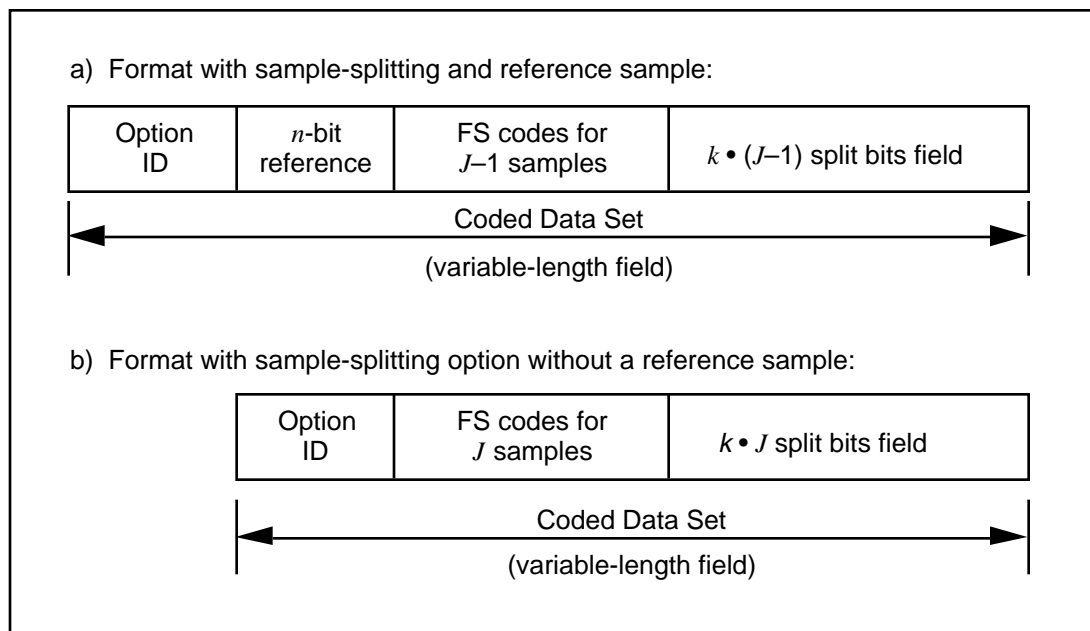 a) Format with sample-splitting and reference sample:
Option
ID
n-bit
reference
FS codes for
J–1 samples
k • (J–1) split bits field
Coded Data Set
(variable-length field)
b) Format with sample-splitting option without a reference sample:
Option
ID
FS codes for
J samples
k • J split bits field
Coded Data Set
(variable-length field)